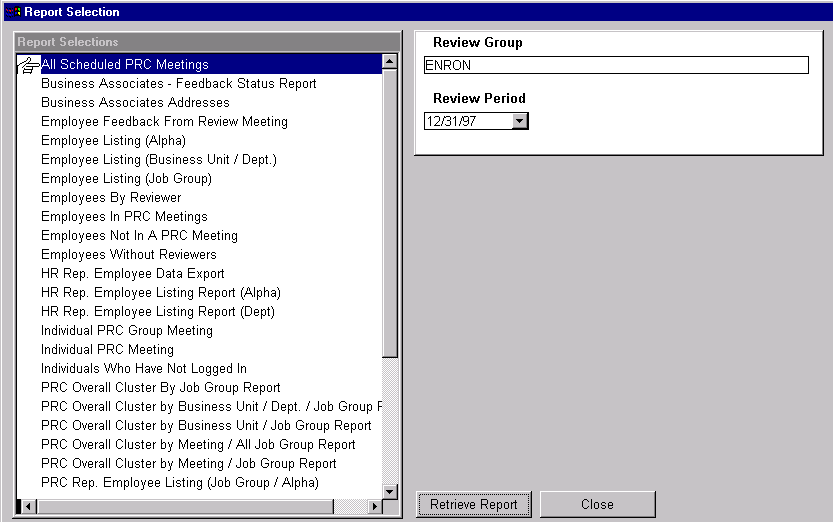 Report Selection
Report Selections
All Scheduled PRC Meetings
Business Associates - Feedback Status Report
Business Associates Addresses
Employee Feedback From Review Meeting
Employee Listing (Alpha)
Employee Listing (Business Unit / Dept.)
Employee Listing (Job Group)
Employees By Reviewer
Employees In PRC Meetings
Employees Not In A PRC Meeting
Employees Without Reviewers
HR Rep. Employee Data Export
HR Rep. Employee Listing Report (Alpha)
HR Rep. Employee Listing Report (Dept)
Individual PRC Group Meeting
Individual PRC Meeting
Individuals Who Have Not Logged In
PRC Overall Cluster By Job Group Report
PRC Overall Cluster by Business Unit / Dept. / Job Group
PRC Overall Cluster by Business Unit / Job Group Report
PRC Overall Cluster by Meeting / All Job Group Report
PRC Overall Cluster by Meeting / Job Group Report
PRC Rep. Employee Listing (Job Group / Alpha)
Review Group
ENRON
Review Period
12/31/97
Retrieve Report
Close